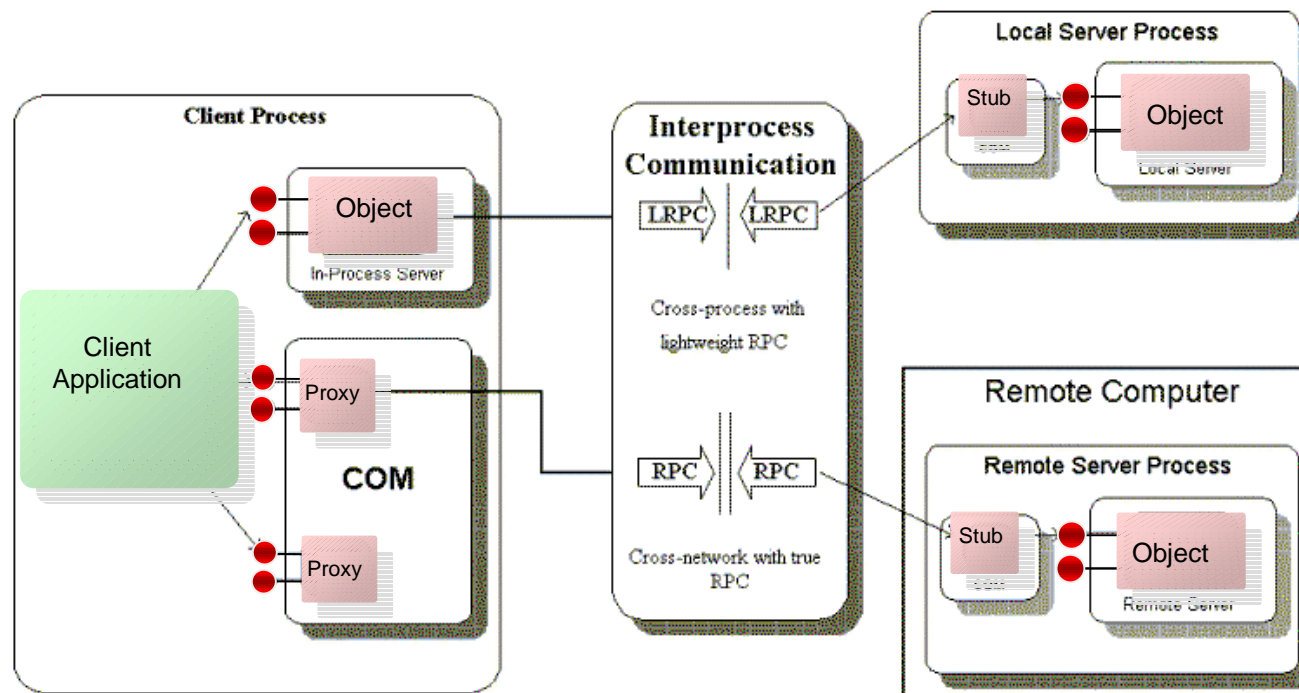 Client Process
Object
In-Process Server
Client
Application
Proxy
COM
Proxy
Interprocess
Communication
LRPC LRPC
Cross-process with
lightweight RPC
RPC RPC
Cross-network with true
RPC
Local Server Process
Stub
Object
Local Server
Remote Computer
Remote Server Process
Stub
Object
Remote Server